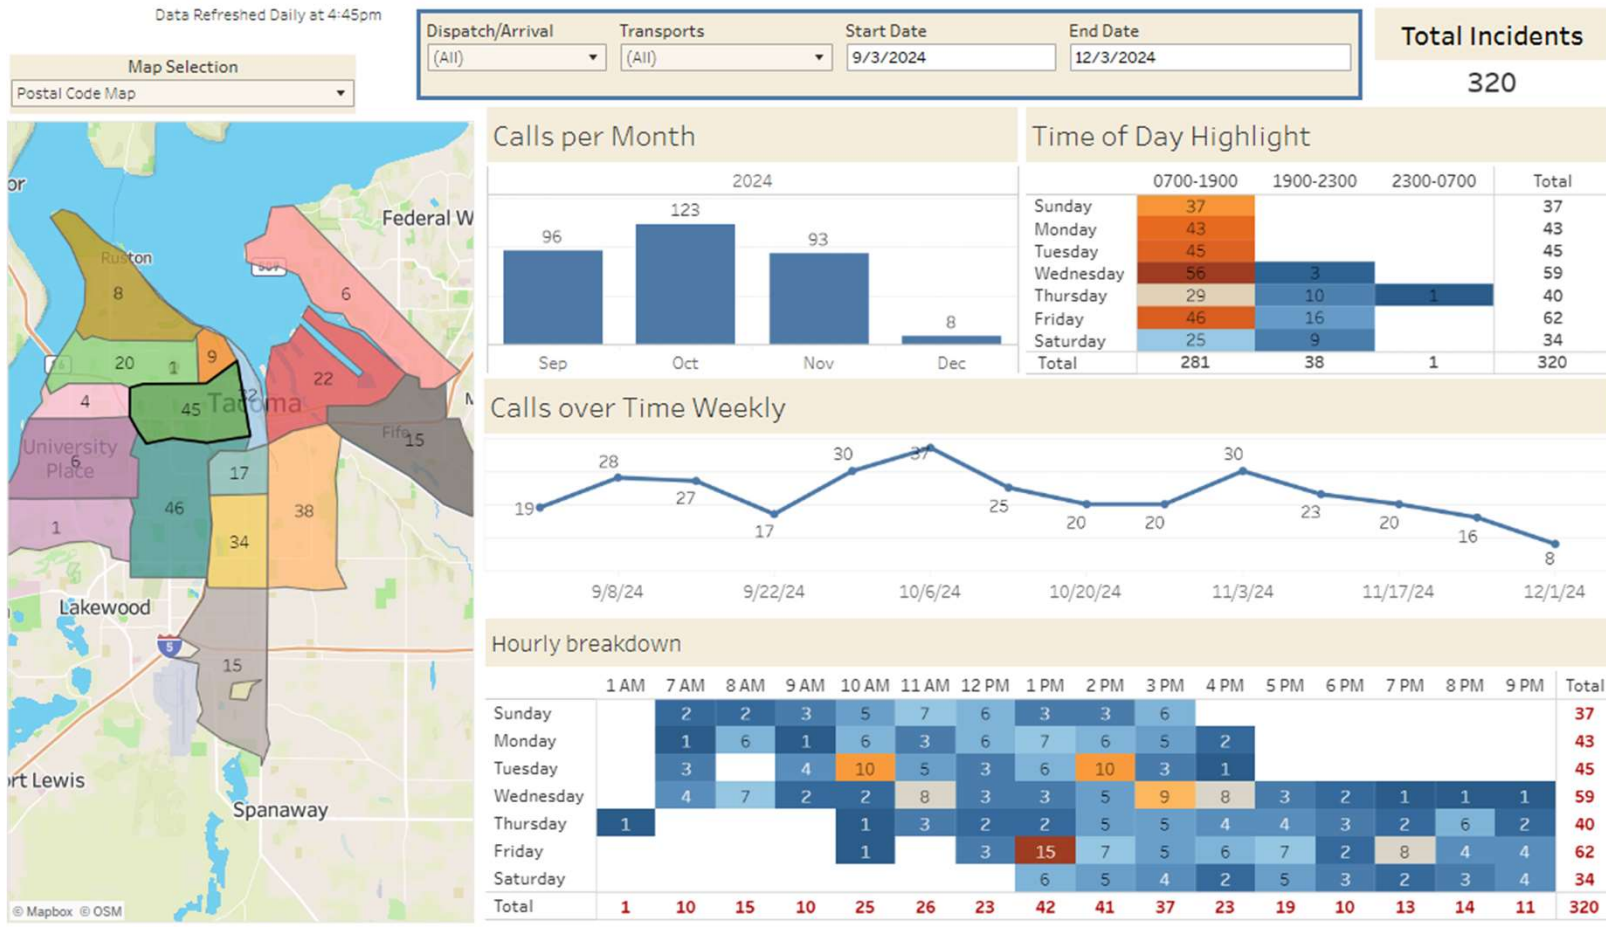 Data Refreshed Daily at 4:45pm
Map Selection
Postal Code Map
Dispatch/Arrival Transports Start Date End Date
(All) (All) 9/3/2024 12/3/2024
Total Incidents
320
or
Federal W
Ruston
509
8
6
20
1
9
22
4
45
Tacoma
Fife
15
University
Place
6
17
46
38
1
34
Lakewood
5
15
ort Lewis
Spanaway
© Mapbox © OSM
Calls per Month
2024
96
123
93
8
Sep Oct Nov Dec
Time of Day Highlight
0700-1900 1900-2300 2300-0700 Total
Sunday 37 37
Monday 43 43
Tuesday 45 45
Wednesday 56 3 59
Thursday 29 10 1 40
Friday 46 16 62
Saturday 25 9 34
Total 281 38 1 320
Calls over Time Weekly
19 28 27 17 30 37 25 20 20 30 23 20 16 8
9/8/24 9/22/24 10/6/24 10/20/24 11/3/24 11/17/24 12/1/24
Hourly breakdown
1 AM 7 AM 8 AM 9 AM 10 AM 11 AM 12 PM 1 PM 2 PM 3 PM 4 PM 5 PM 6 PM 7 PM 8 PM 9 PM Total
Sunday 2 2 3 5 7 6 3 3 6 37
Monday 1 6 1 6 3 6 7 6 5 2 43
Tuesday 3 4 10 5 3 6 10 3 1 45
Wednesday 4 7 2 2 8 3 3 5 9 8 3 2 1 1 1 59
Thursday 1 1 3 2 2 5 5 4 4 3 2 6 2 40
Friday 1 3 15 7 5 6 7 2 8 4 4 62
Saturday 6 5 4 2 5 3 2 3 4 34
Total 1 10 15 10 25 26 23 42 41 37 23 19 10 13 14 11 320